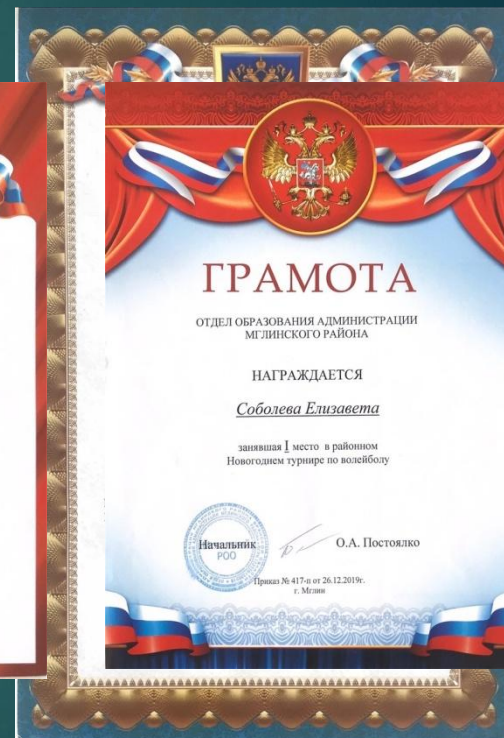 ГРАМОТА
ОТДЕЛ ОБРАЗОВАНИЯ АДМИНИСТРАЦИИ
МГЛИНСКОГО РАЙОНА
НАГРАЖДАЕТСЯ
Соболева Елизавета
занявшая I место в районном
Новогоднем турнире по волейболу
Начальник О.А. Постоялко
РОО
Приказ № 417-п от 26.12.2019г.
г. Мглин